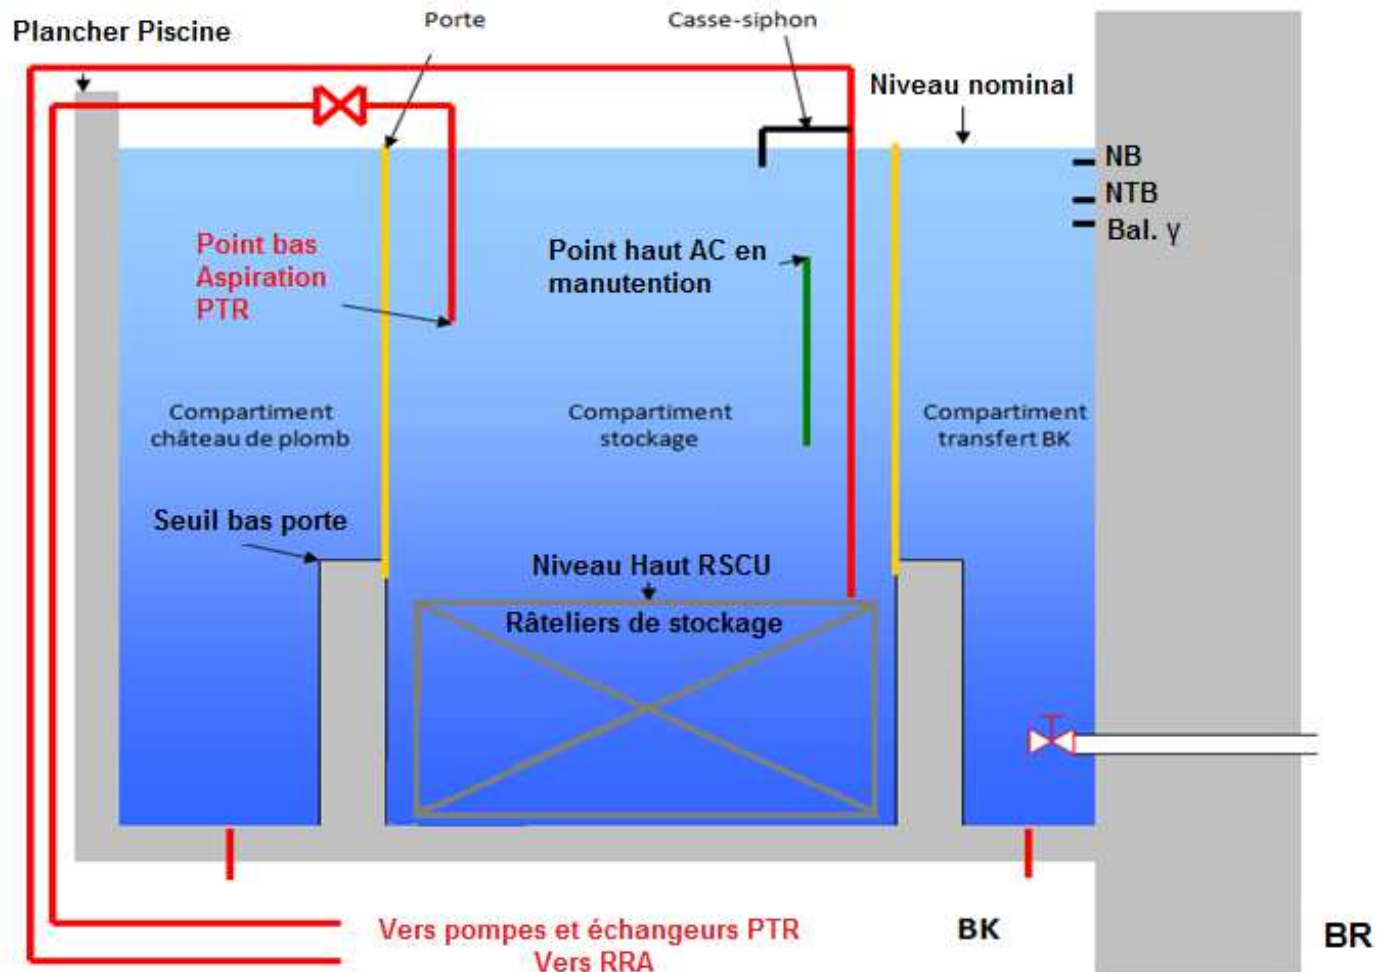 Plancher Piscine
Porte
Casse-siphon
Niveau nominal
NB
NTB
Bal. γ
Point bas
Aspiration
PTR
Point haut AC en
manutention
Compartiment
château de plomb
Compartiment
stockage
Compartiment
transfert BK
Seuil bas porte
Niveau Haut RSCU
Râteliers de stockage
Vers pompes et échangeurs PTR
Vers RRA
BK
BR